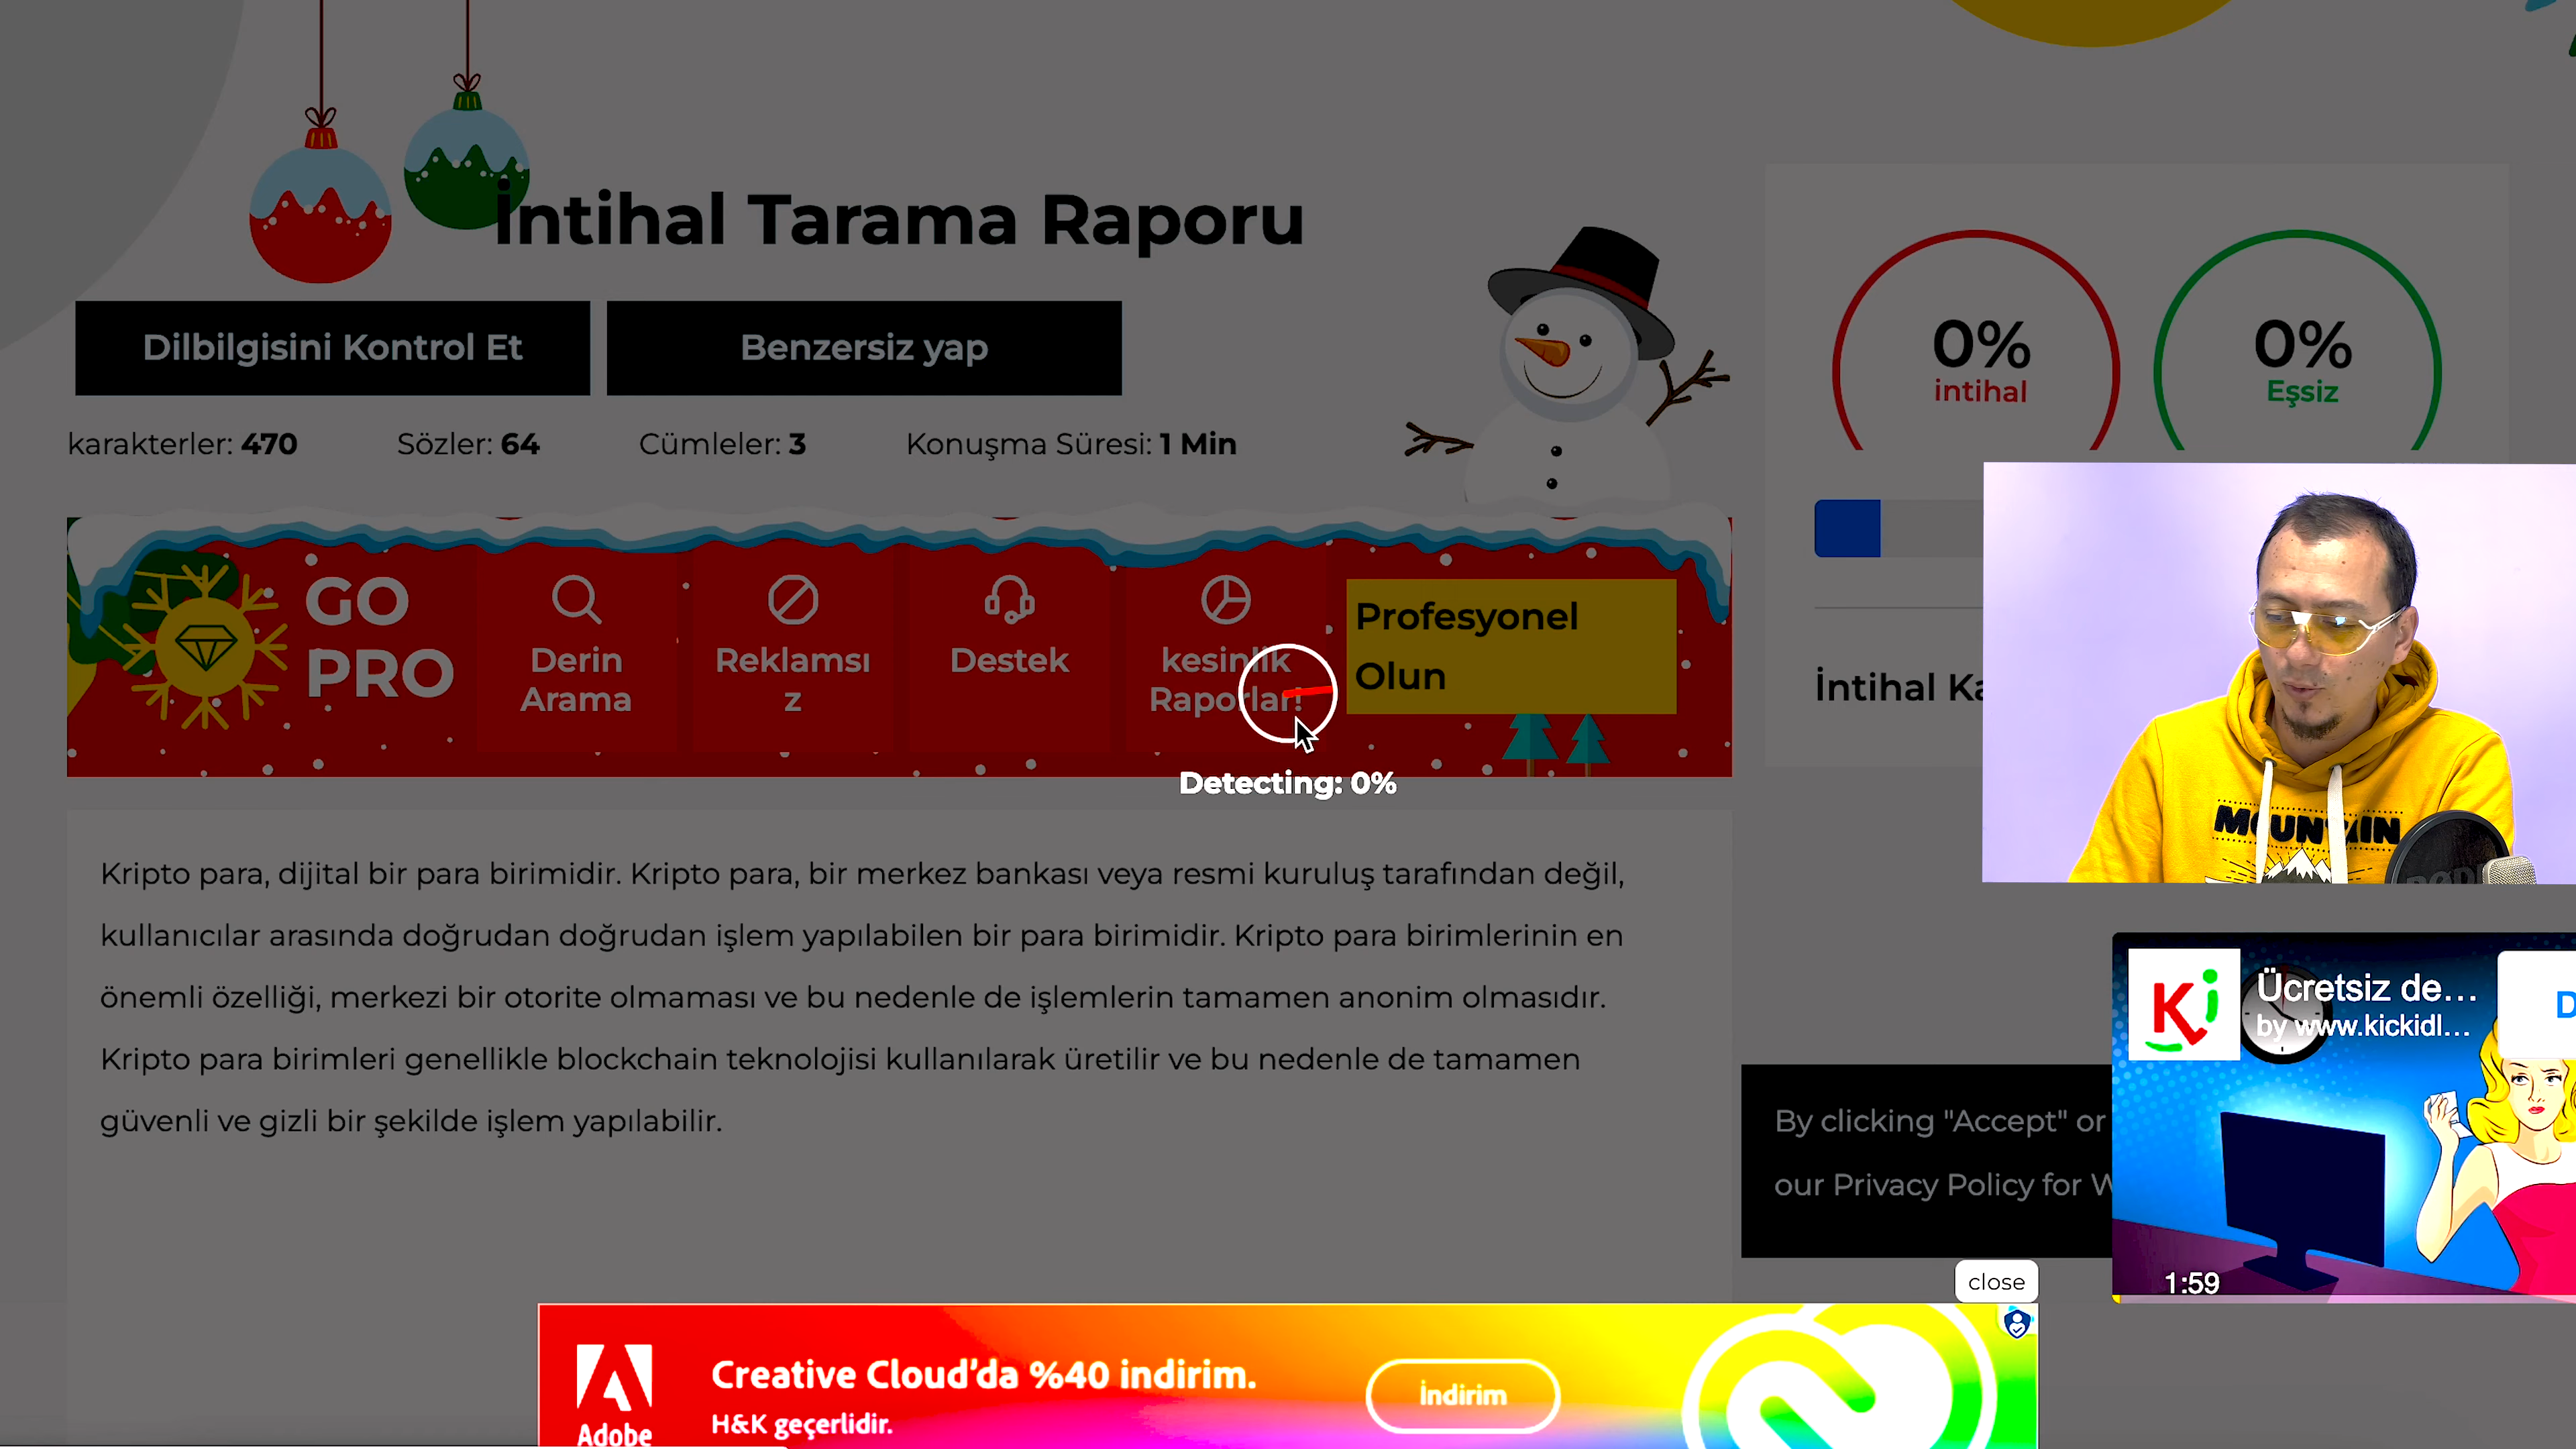 İntihal Tarama Raporu
Dilbilgisini Kontrol Et
Benzersiz yap
karakterler: 470
Sözler: 64
Cümleler: 3
Konuşma Süresi: 1 Min
GO
PRO
Derin
Arama
Reklamsı
z
Destek
kesinlik
Raporlar!
Profesyonel
Olun
Detecting: 0%
Kripto para, dijital bir para birimidir. Kripto para, bir merkez bankası veya resmi kuruluş tarafından değil,
kullanıcılar arasında doğrudan doğrudan işlem yapılabilen bir para birimidir. Kripto para birimlerinin en
önemli özelliği, merkezi bir otorite olmaması ve bu nedenle de işlemlerin tamamen anonim olmasıdır.
Kripto para birimleri genellikle blockchain teknolojisi kullanılarak üretilir ve bu nedenle de tamamen
güvenli ve gizli bir şekilde işlem yapılabilir.
0%
intihal
0%
Eşsiz
İntihal Ka
MOUNTAIN
Ki
Ücretsiz de...
by www.kickidl...
D
1:59
By clicking "Accept" or
our Privacy Policy for W
close
Adobe
Creative Cloud'da %40 indirim.
H&K geçerlidir.
İndirim